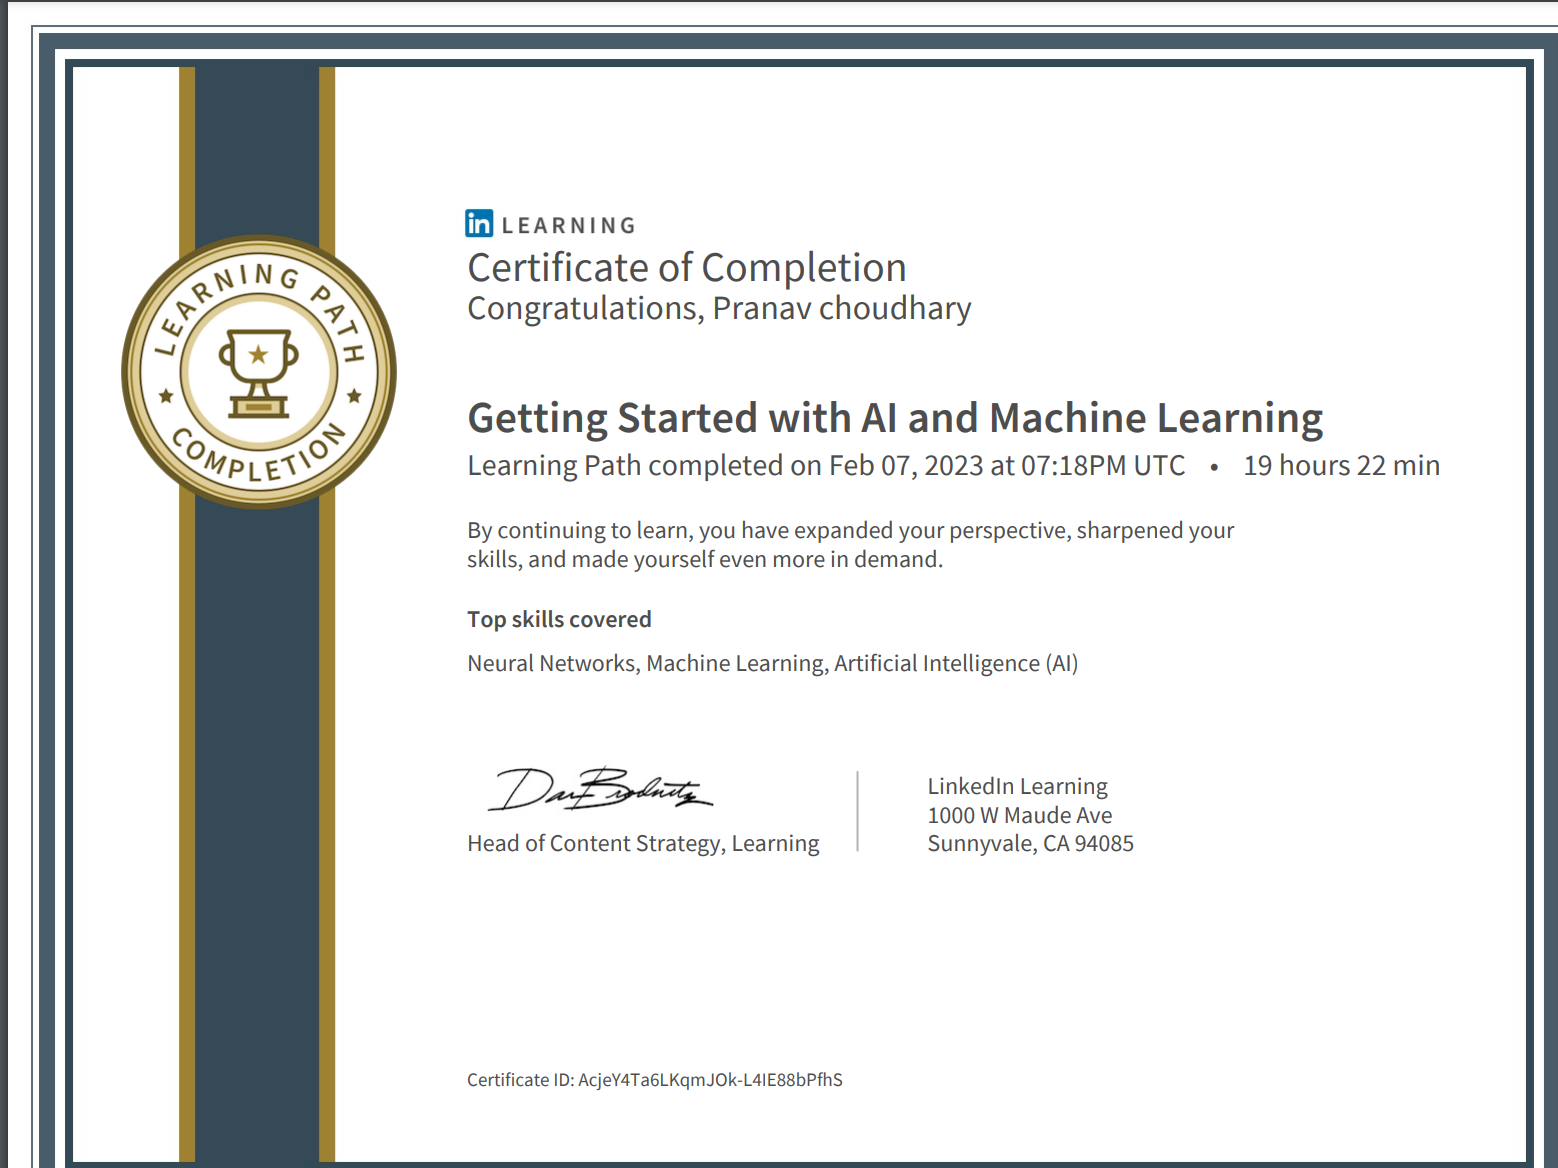 LEARNING PATH
COMPLETION
in LEARNING
Certificate of Completion
Congratulations, Pranav choudhary
Getting Started with AI and Machine Learning
Learning Path completed on Feb 07, 2023 at 07:18PM UTC • 19 hours 22 min
By continuing to learn, you have expanded your perspective, sharpened your
skills, and made yourself even more in demand.
Top skills covered
Neural Networks, Machine Learning, Artificial Intelligence (AI)
Head of Content Strategy, Learning
LinkedIn Learning
1000 W Maude Ave
Sunnyvale, CA 94085
Certificate ID: AcjeY4Ta6LKqmJOk-L4IE88bPfhS